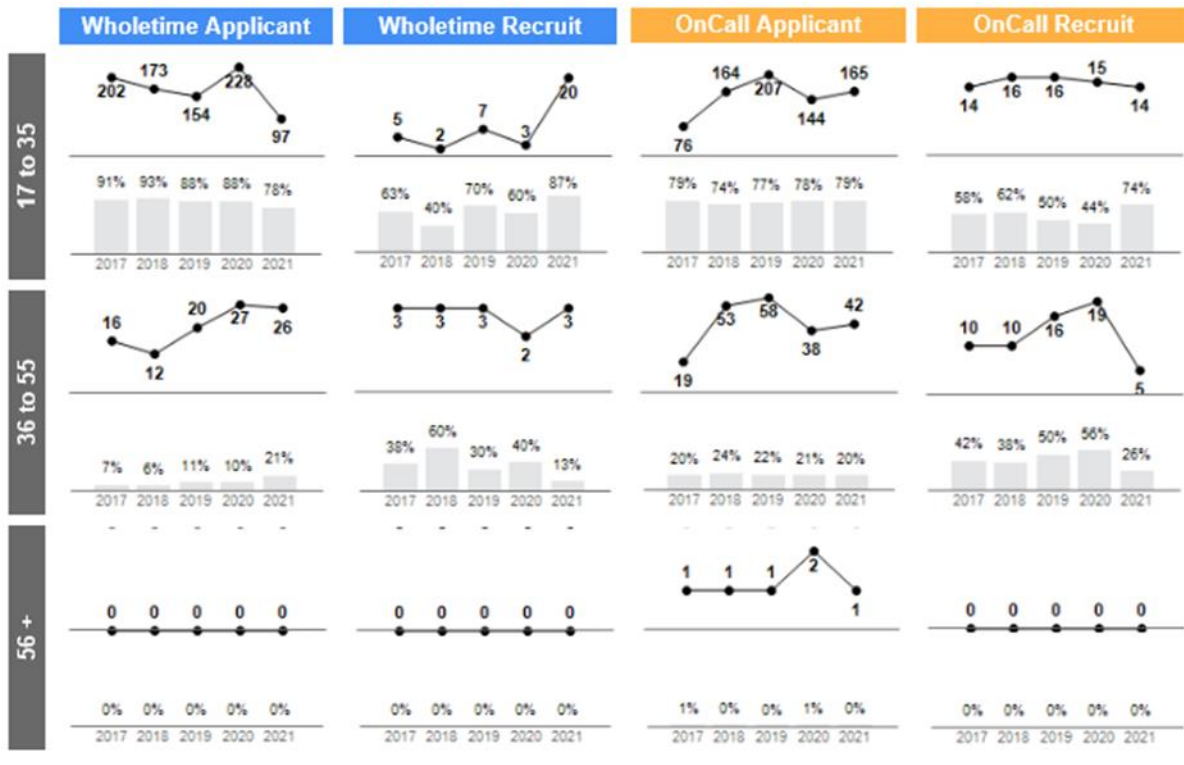 Wholetime Applicant Wholetime Recruit OnCall Applicant OnCall Recruit
17 to 35
202 173 154 228 97
5 2 7 3 20
76 164 207 144 165
14 16 16 15 14
91% 93% 88% 88% 78%
63% 40% 70% 60% 87%
79% 74% 77% 78% 79%
58% 62% 50% 44% 74%
2017 2018 2019 2020 2021
2017 2018 2019 2020 2021
2017 2018 2019 2020 2021
2017 2018 2019 2020 2021
36 to 55
16 12 20 27 26
3 3 3 2 3
19 53 58 38 42
10 10 16 19 5
7% 6% 11% 10% 21%
38% 60% 30% 40% 13%
20% 24% 22% 21% 20%
42% 38% 50% 56% 26%
2017 2018 2019 2020 2021
2017 2018 2019 2020 2021
2017 2018 2019 2020 2021
2017 2018 2019 2020 2021
56 +
0 0 0 0 0
0 0 0 0 0
1 1 1 2 1
0 0 0 0 0
0% 0% 0% 0% 0%
0% 0% 0% 0% 0%
1% 0% 0% 1% 0%
0% 0% 0% 0% 0%
2017 2018 2019 2020 2021
2017 2018 2019 2020 2021
2017 2018 2019 2020 2021
2017 2018 2019 2020 2021